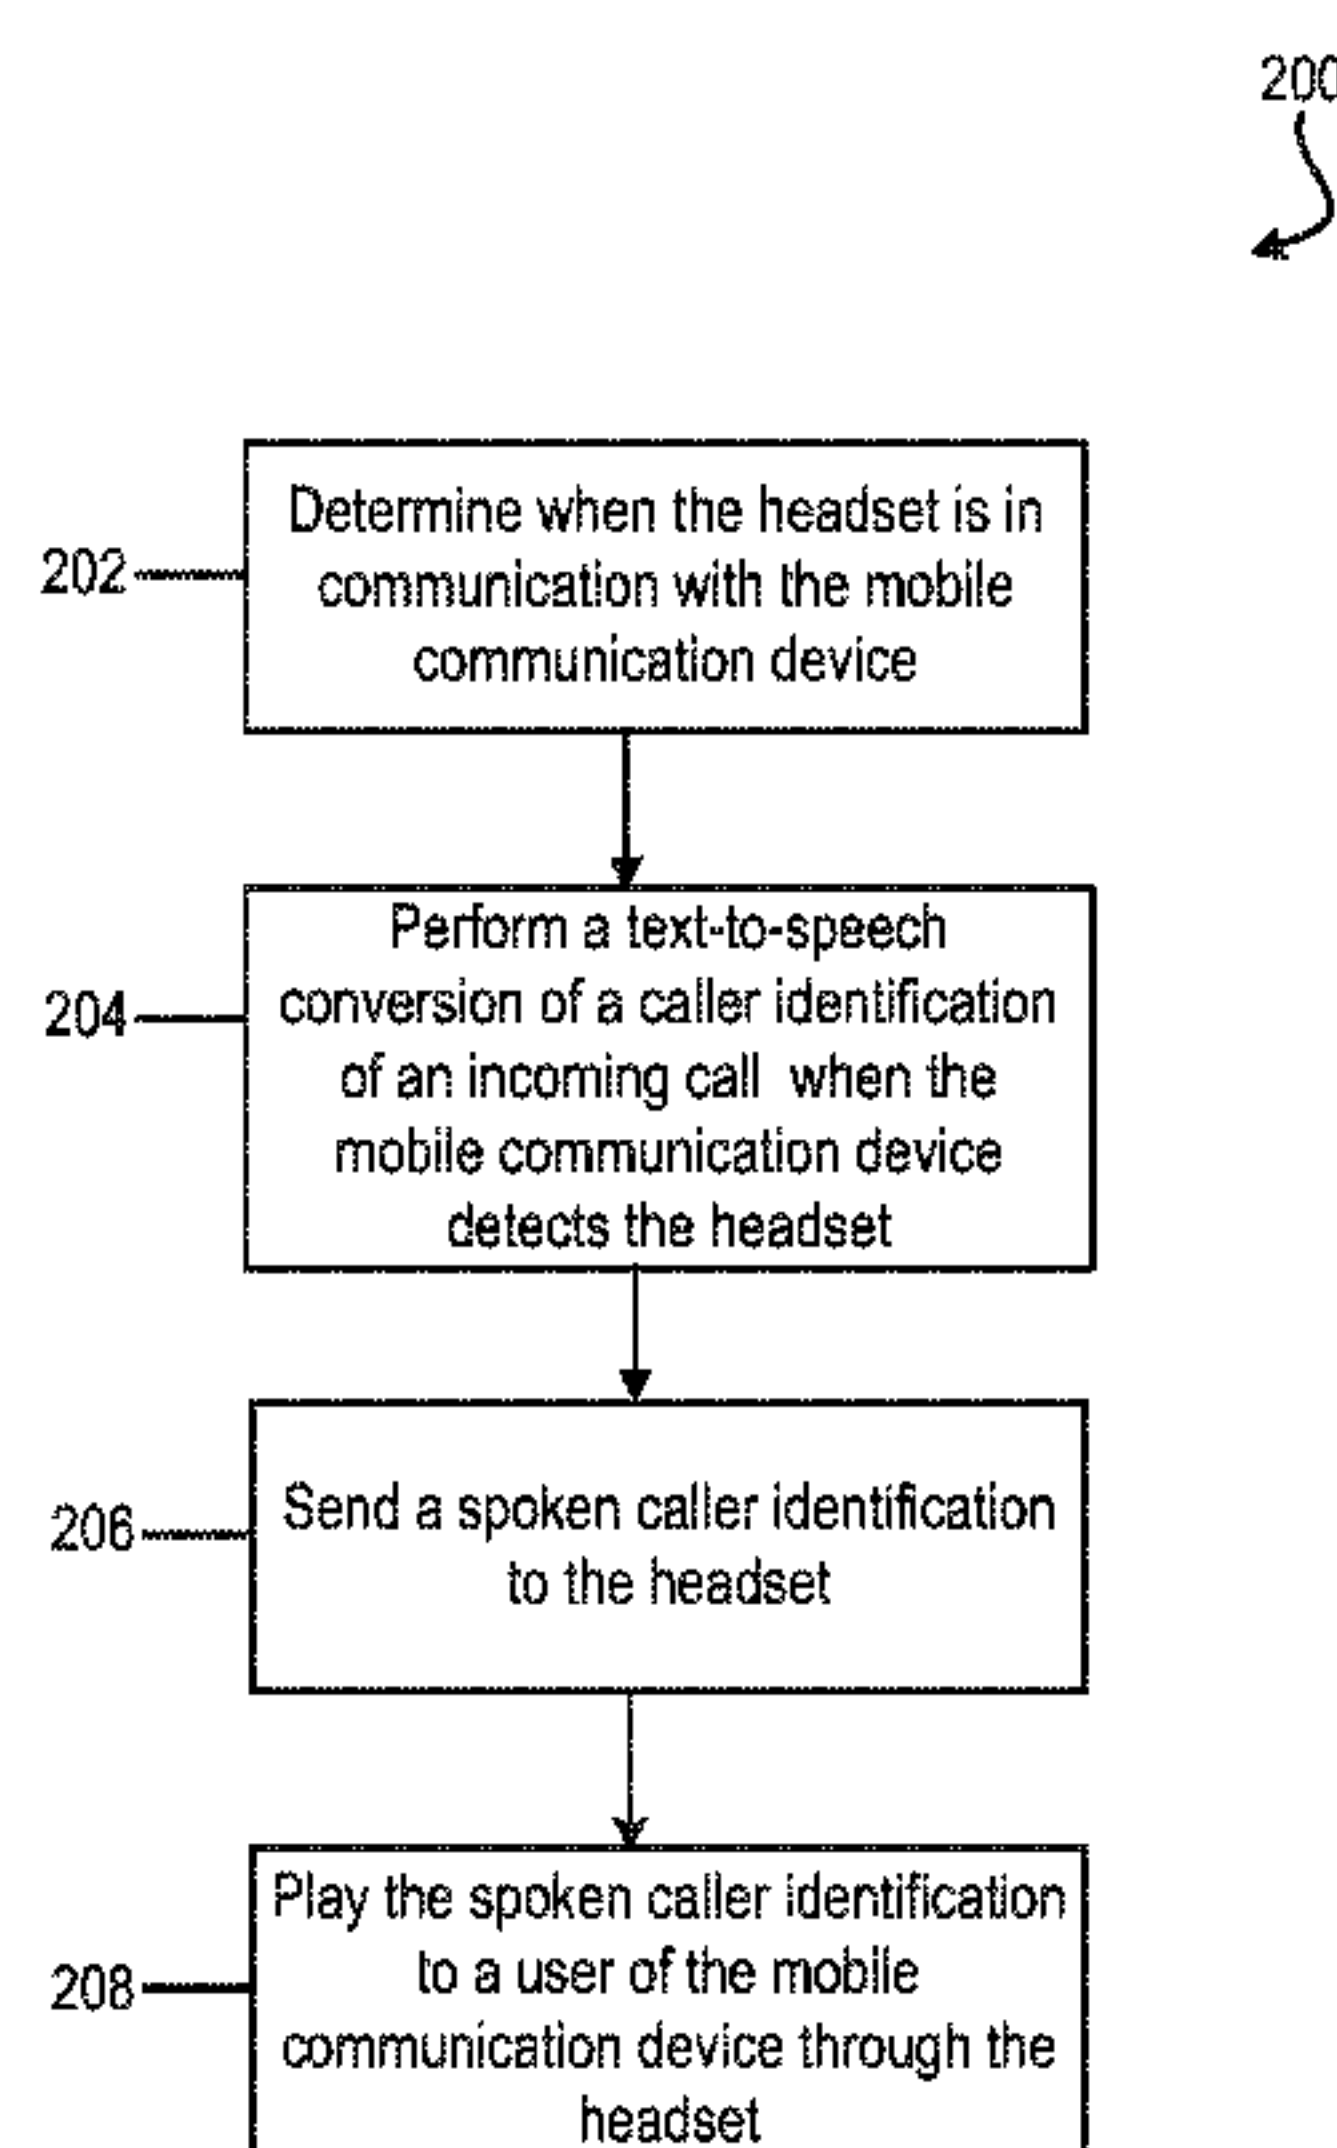 200
Determine when the headset is in
202
communication with the mobile
communication device
Perform a text-to-speech
204
conversion of a caller identification
of an incoming call when the
mobile communication device
detects the headset
206
Send a spoken caller identification
to the headset
Play the spoken caller identification
208
to a user of the mobile
communication device through the
headset